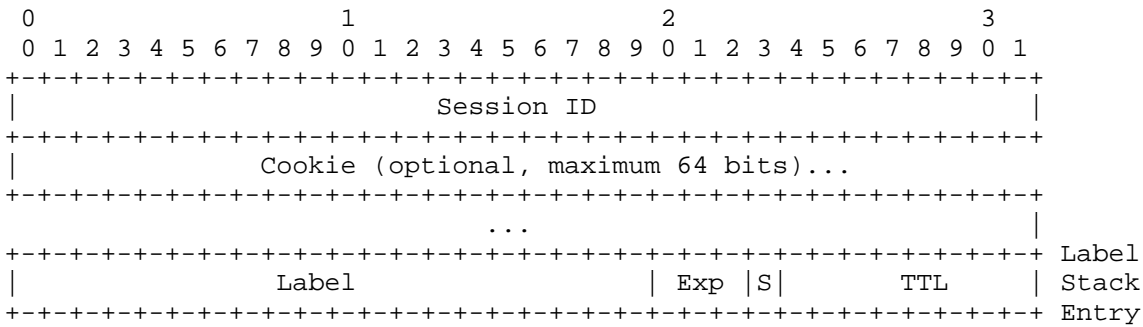 0                   1                   2                   3
 0 1 2 3 4 5 6 7 8 9 0 1 2 3 4 5 6 7 8 9 0 1 2 3 4 5 6 7 8 9 0 1
+-+-+-+-+-+-+-+-+-+-+-+-+-+-+-+-+-+-+-+-+-+-+-+-+-+-+-+-+-+-+-+-+
|                          Session ID                           |
+-+-+-+-+-+-+-+-+-+-+-+-+-+-+-+-+-+-+-+-+-+-+-+-+-+-+-+-+-+-+-+-+
|               Cookie (optional, maximum 64 bits)...
+-+-+-+-+-+-+-+-+-+-+-+-+-+-+-+-+-+-+-+-+-+-+-+-+-+-+-+-+-+-+-+-+
                              ...                               |
+-+-+-+-+-+-+-+-+-+-+-+-+-+-+-+-+-+-+-+-+-+-+-+-+-+-+-+-+-+-+-+-+ Label
|                Label                  | Exp |S|       TTL     | Stack
+-+-+-+-+-+-+-+-+-+-+-+-+-+-+-+-+-+-+-+-+-+-+-+-+-+-+-+-+-+-+-+-+ Entry